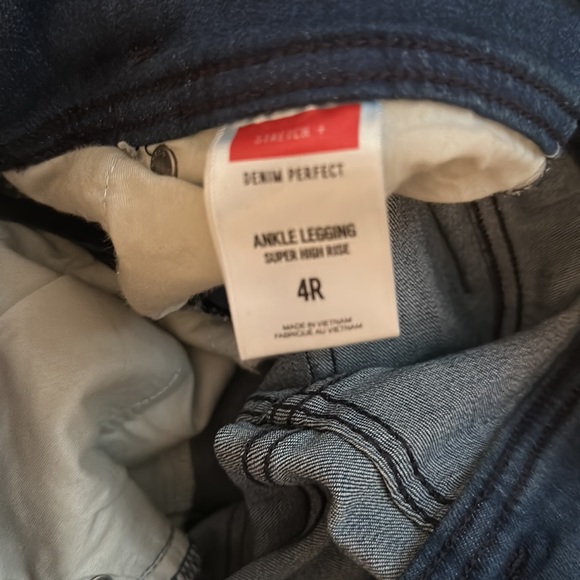 STRETCH +
DENIM PERFECT
ANKLE LEGGING
SUPER HIGH RISE
4R
MADE IN VIETNAM
FABRIQUÉ AU VIETNAM